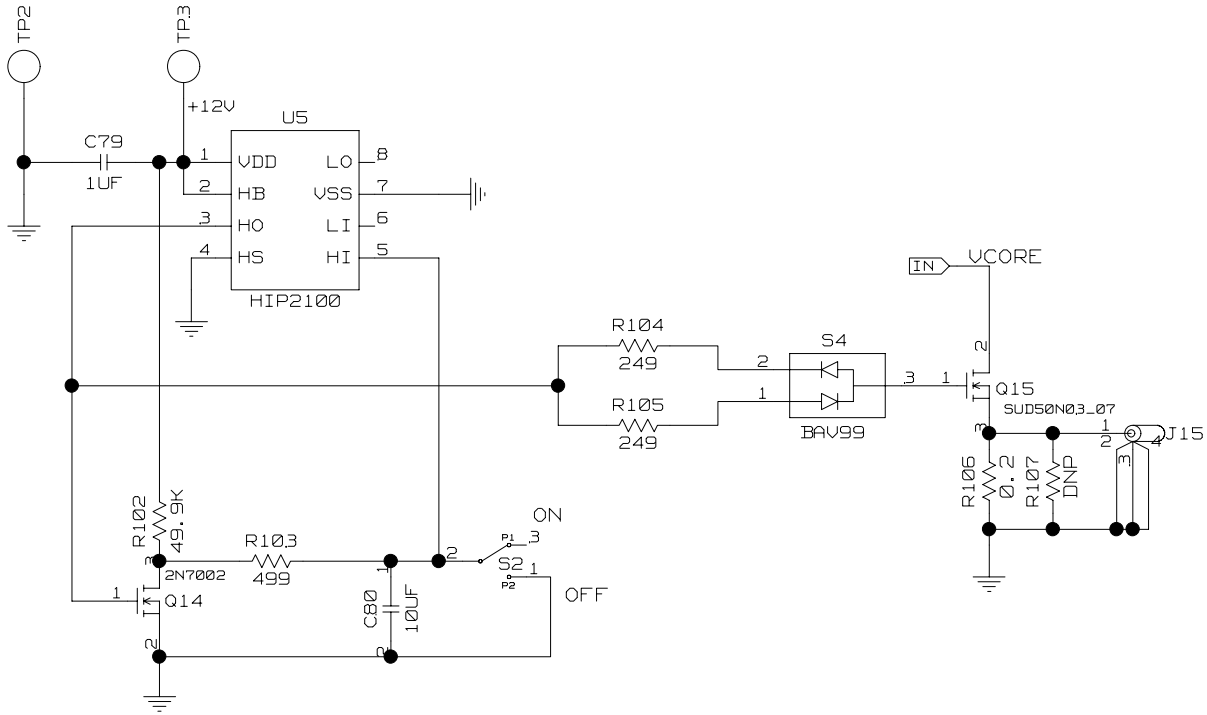 TP2
TP3
+12V
C79
1UF
U5
1 VDD LO 8
2 HB VSS 7
3 HO LI 6
4 HS HI 5
HIP2100
IN VCORE
R104
249
R105
249
S4
2
1
3
BAV99
2
1 Q15
SUD50N03_07
3
1
2
3
4
J15
R106
0.2
R107
DNP
R102
49.9K
R103
499
3
2N7002
1 Q14
2
1
C80
10UF
2
2
ON
P1
3
S2
1
P2
OFF